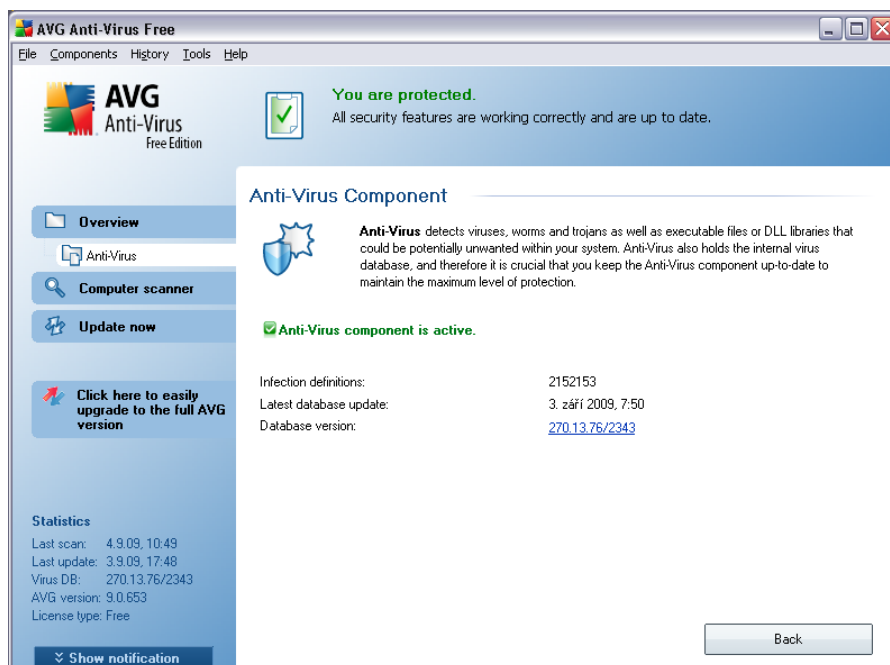 AVG Anti-Virus Free
File Components History Tools Help
AVG
Anti-Virus
Free Edition
You are protected.
All security features are working correctly and are up to date.
Overview
Anti-Virus
Computer scanner
Update now
Click here to easily
upgrade to the full AVG
version
Anti-Virus Component
Anti-Virus detects viruses, worms and trojans as well as executable files or DLL libraries that
could be potentially unwanted within your system. Anti-Virus also holds the internal virus
database, and therefore it is crucial that you keep the Anti-Virus component up-to-date to
maintain the maximum level of protection.
Anti-Virus component is active.
Infection definitions: 2152153
Latest database update: 3. září 2009, 7:50
Database version: 270.13.76/2343
Statistics
Last scan: 4.9.09, 10:49
Last update: 3.9.09, 17:48
Virus DB: 270.13.76/2343
AVG version: 9.0.653
License type: Free
Show notification
Back